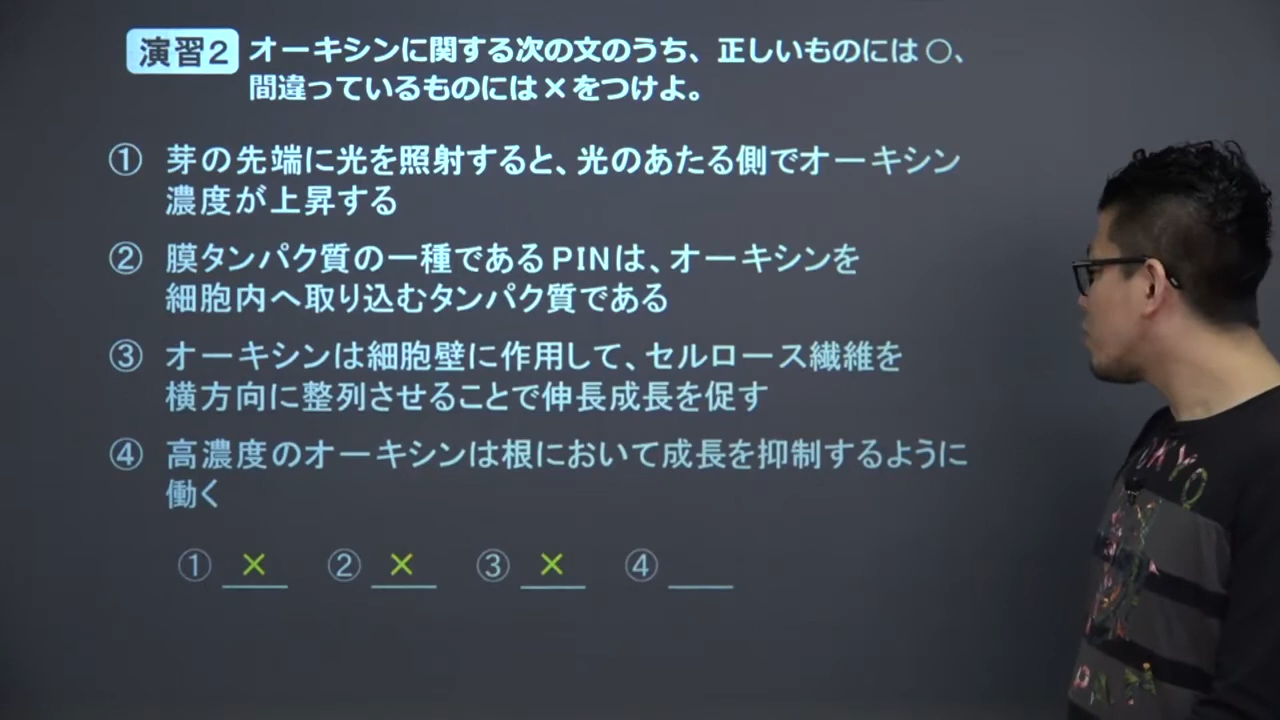 演習2 オーキシンに関する次の文のうち、正しいものには○、
間違っているものには×をつけよ。
① 芽の先端に光を照射すると、光のあたる側でオーキシン
濃度が上昇する
② 膜タンパク質の一種であるPINは、オーキシンを
細胞内へ取り込むタンパク質である
③ オーキシンは細胞壁に作用して、セルロース繊維を
横方向に整列させることで伸長成長を促す
④ 高濃度のオーキシンは根において成長を抑制するように
働く
① × ② × ③ × ④
TOKYO
JAPAN